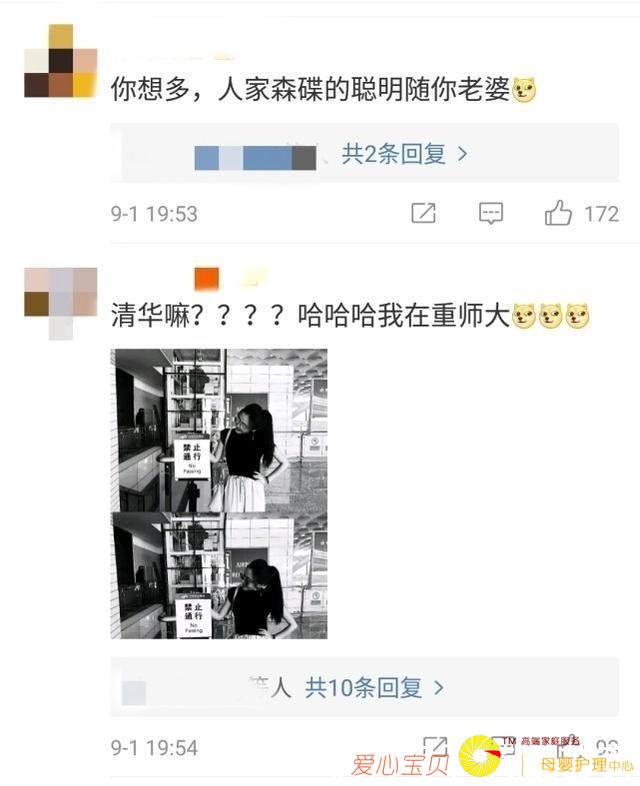 你想多，人家森碟的聪明随你老婆
共2条回复 >
9-1 19:53
172
清华嘛？？？？哈哈哈我在重师大
禁止
通行
No
Passing
禁止
通行
No
Passing
等人 共10条回复 >
9-1 19:54
TM 高端家庭服务
爱心宝贝
母婴护理中心